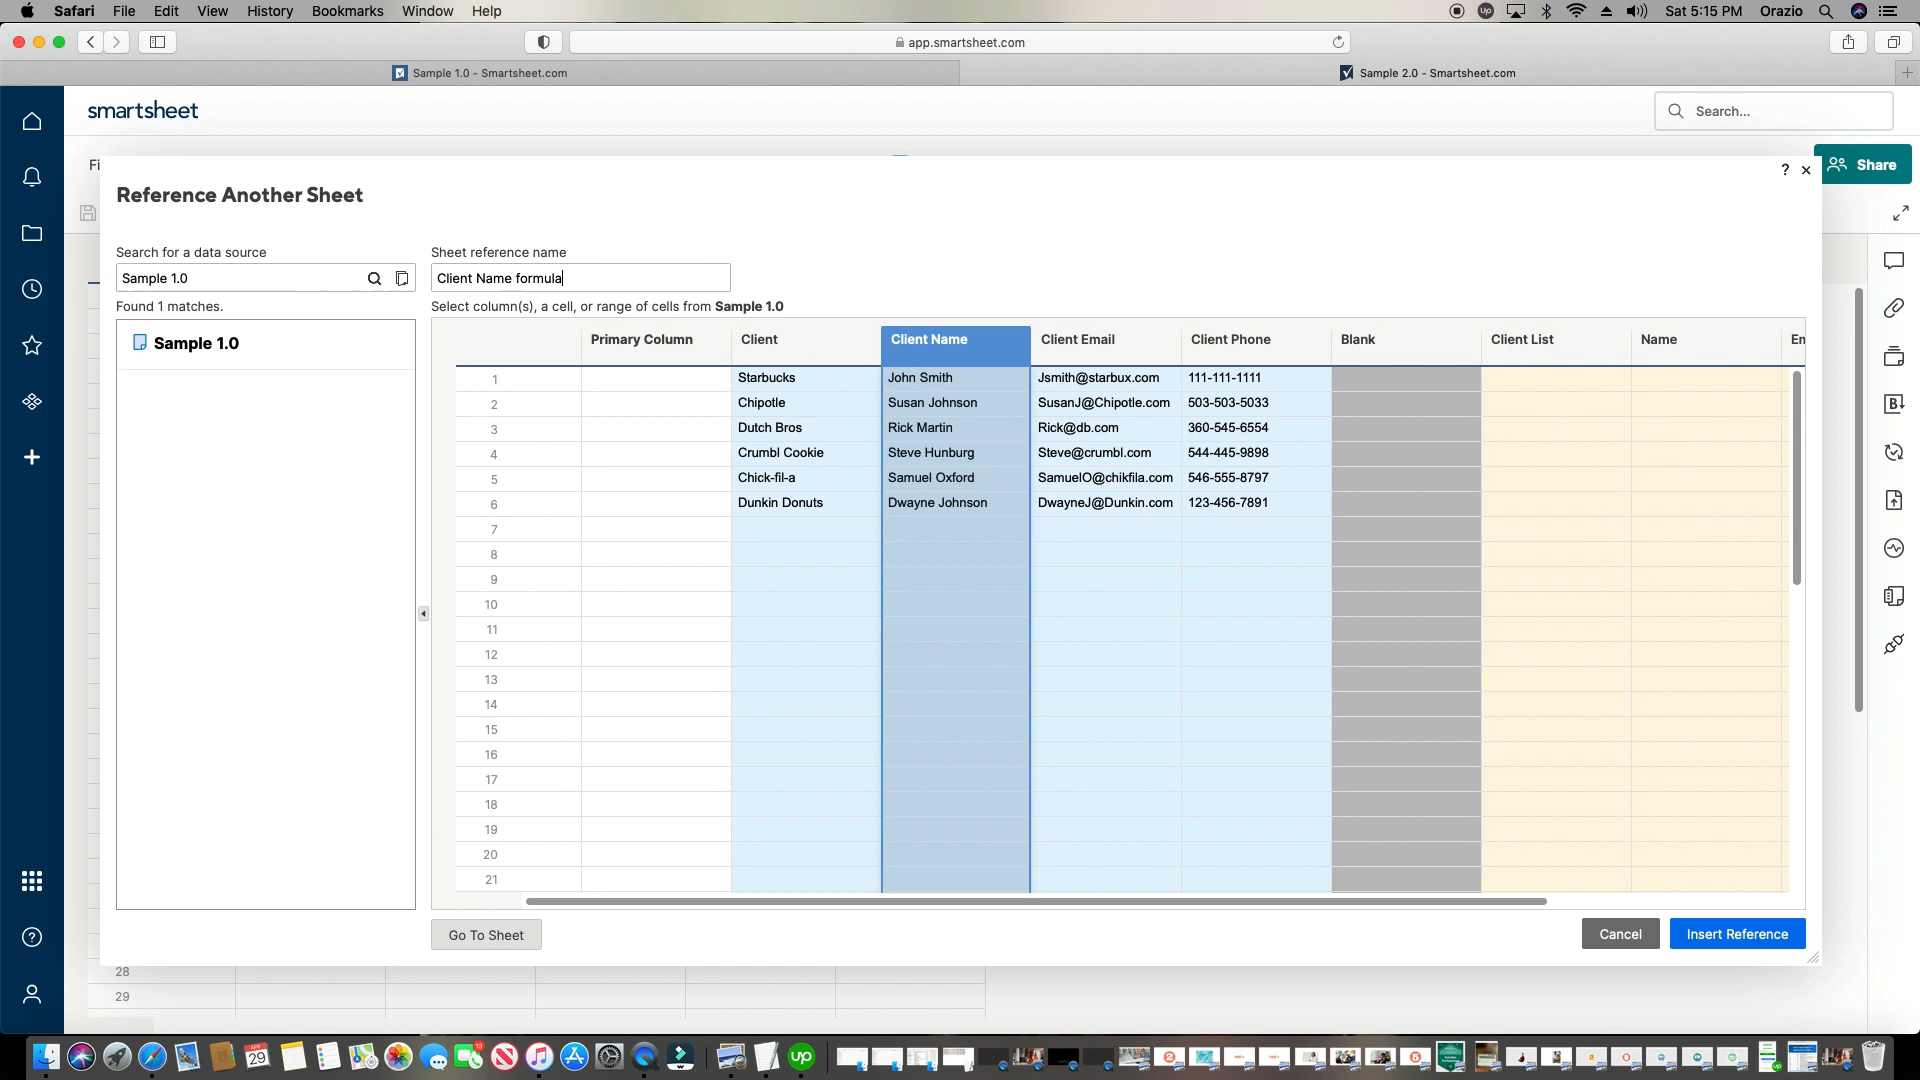 Safari File Edit View History Bookmarks Window Help Sat 5:15 PM Orazio
app.smartsheet.com
Sample 1.0 - Smartsheet.com Sample 2.0 - Smartsheet.com
smartsheet Search...
Fi Share
Reference Another Sheet ?
Search for a data source Sheet reference name
Sample 1.0 Client Name formula
Found 1 matches. Select column(s), a cell, or range of cells from Sample 1.0
Sample 1.0
Primary Column Client Client Name Client Email Client Phone Blank Client List Name En
1 Starbucks John Smith Jsmith@starbux.com 111-111-1111
2 Chipotle Susan Johnson SusanJ@Chipotle.com 503-503-5033
3 Dutch Bros Rick Martin Rick@db.com 360-545-6554
4 Crumbl Cookie Steve Hunburg Steve@crumbl.com 544-445-9898
5 Chick-fil-a Samuel Oxford SamuelO@chikfila.com 546-555-8797
6 Dunkin Donuts Dwayne Johnson DwayneJ@Dunkin.com 123-456-7891
7
8
9
10
11
12
13
14
15
16
17
18
19
20
21
Go To Sheet Cancel Insert Reference
28
29
APR 29 13 up